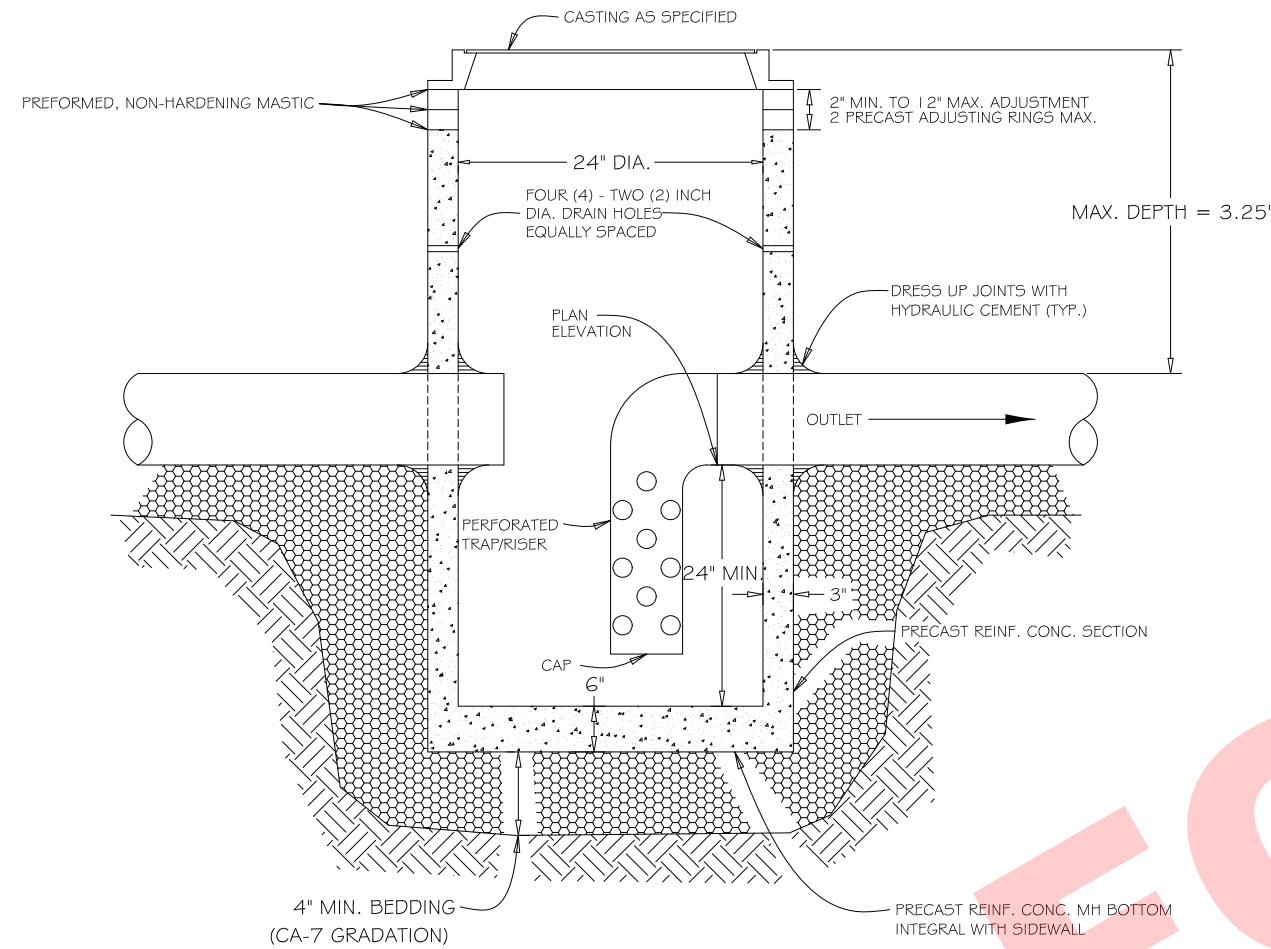 CASTING AS SPECIFIED
PREFORMED, NON-HARDENING MASTIC
2" MIN. TO 12" MAX. ADJUSTMENT
2 PRECAST ADJUSTING RINGS MAX.
24" DIA.
FOUR (4) - TWO (2) INCH
DIA. DRAIN HOLES
EQUALLY SPACED
MAX. DEPTH = 3.25'
DRESS UP JOINTS WITH
HYDRAULIC CEMENT (TYP.)
PLAN
ELEVATION
OUTLET
PERFORATED
TRAP/RISER
24" MIN.
3"
PRECAST REINF. CONC. SECTION
CAP
6"
4" MIN. BEDDING
(CA-7 GRADATION)
PRECAST REINF. CONC. MH BOTTOM
INTEGRAL WITH SIDEWALL